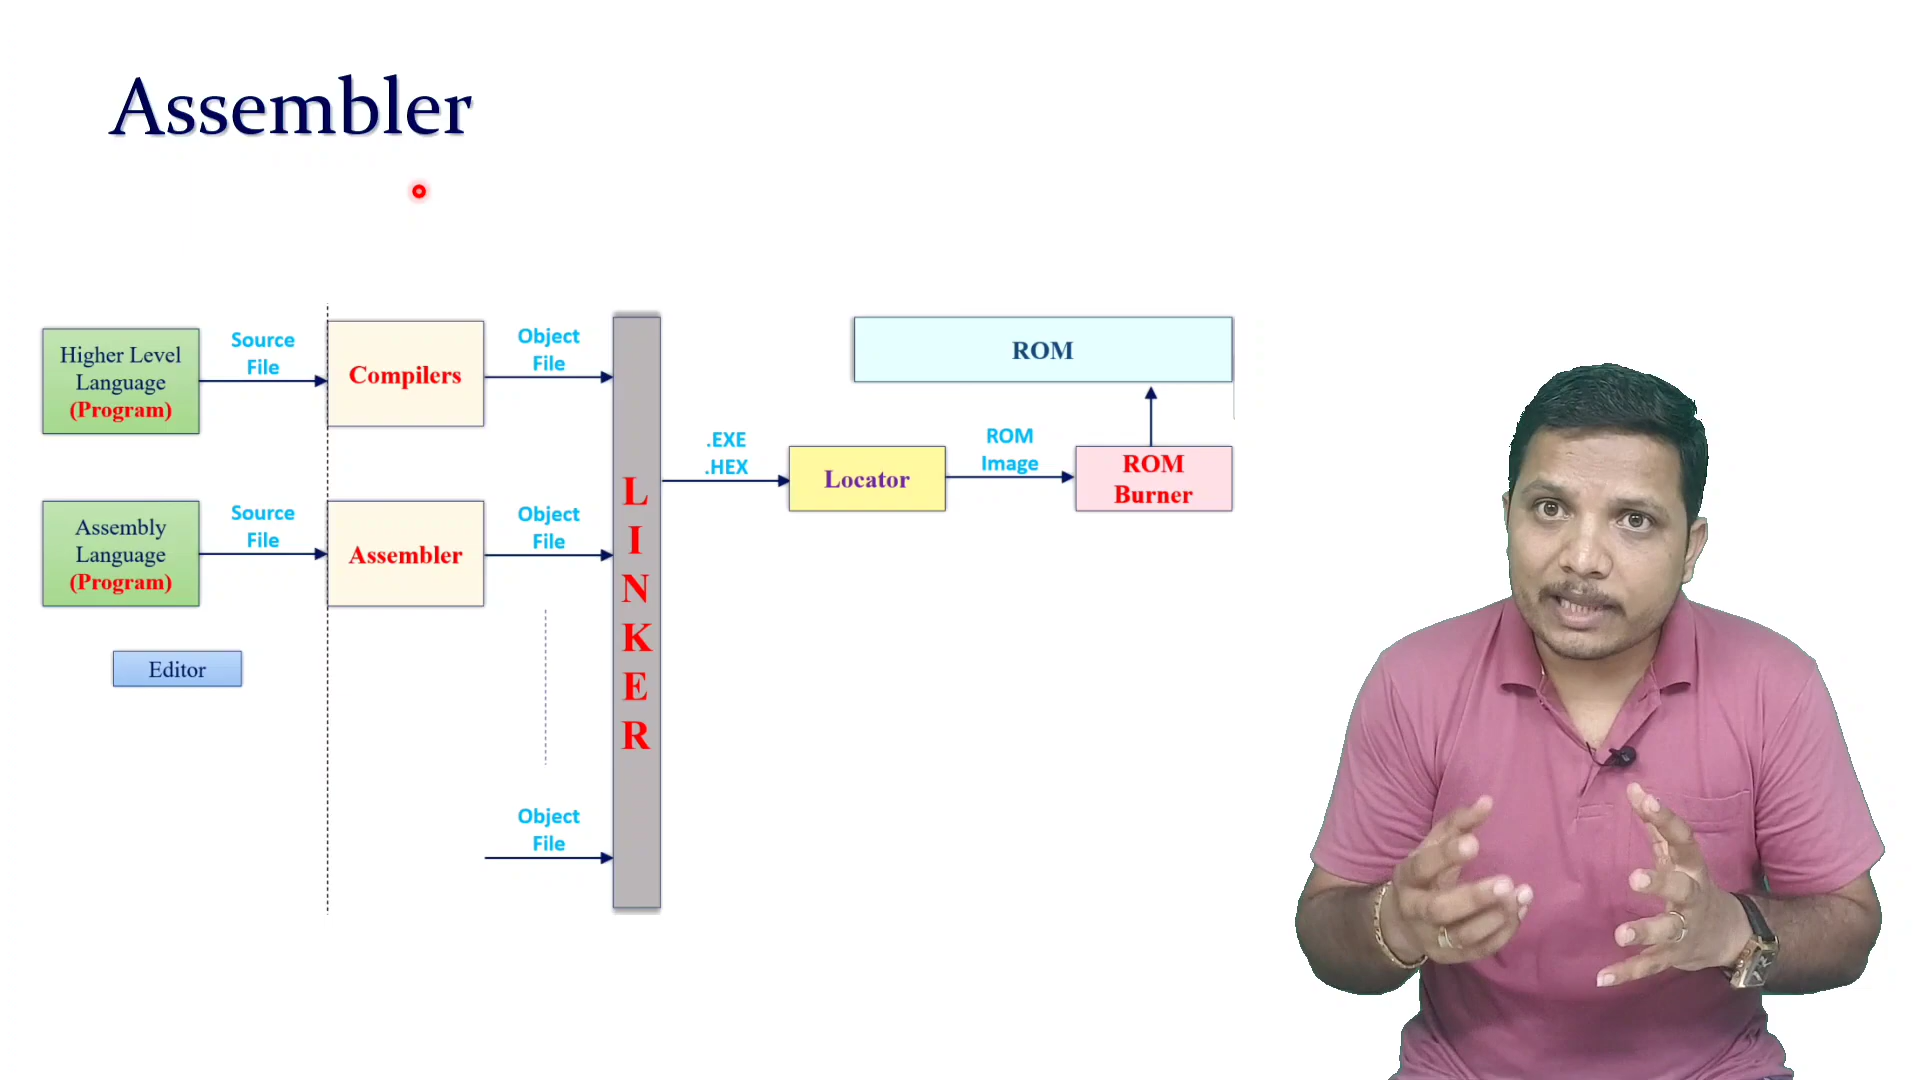 Assembler
Higher Level
Language
(Program)
Source
File
Compilers
Object
File
ROM
.EXE
.HEX
Locator
ROM
Image
ROM
Burner
Assembly
Language
(Program)
Source
File
Assembler
Object
File
LINKER
Editor
Object
File